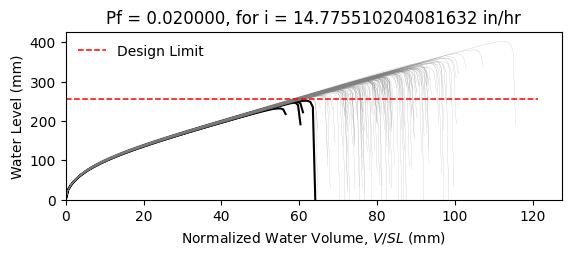 Pf = 0.020000, for i = 14.775510204081632 in/hr
Water Level (mm)
400
300
200
100
0
Design Limit
0 20 40 60 80 100 120
Normalized Water Volume, V/SL (mm)